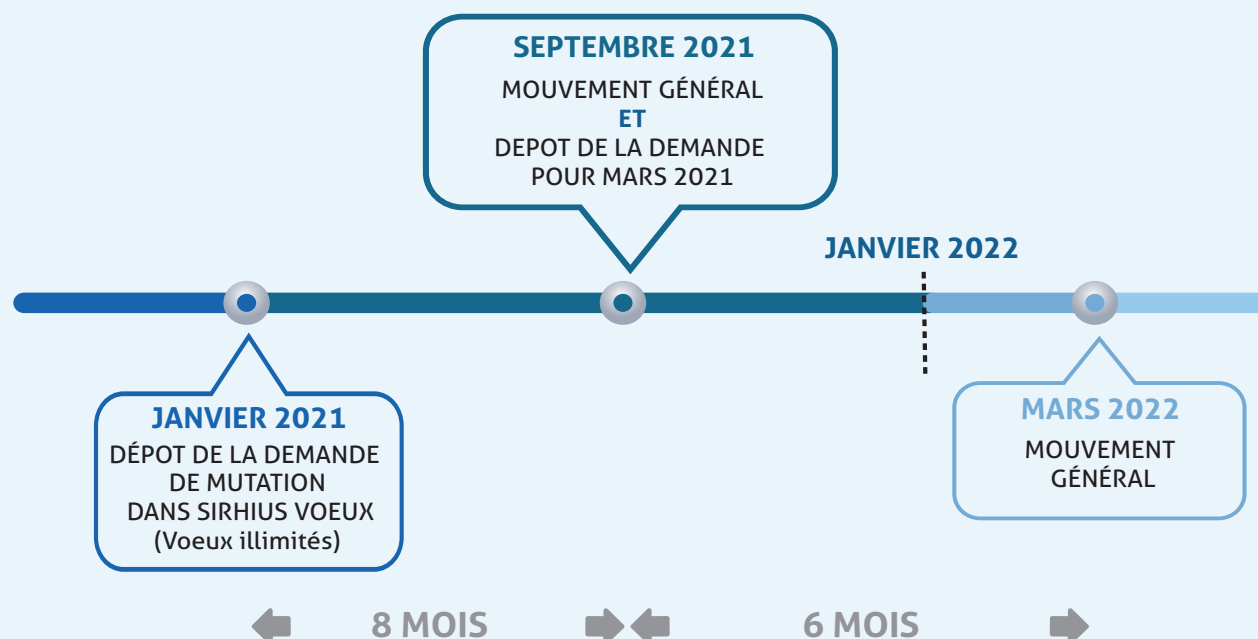 SEPTEMBRE 2021
MOUVEMENT GÉNÉRAL
ET
DEPOT DE LA DEMANDE
POUR MARS 2021
JANVIER 2022
JANVIER 2021
DÉPOT DE LA DEMANDE
DE MUTATION
DANS SIRHIUS VOEUX
(Voeux illimités)
MARS 2022
MOUVEMENT
GÉNÉRAL
8 MOIS
6 MOIS